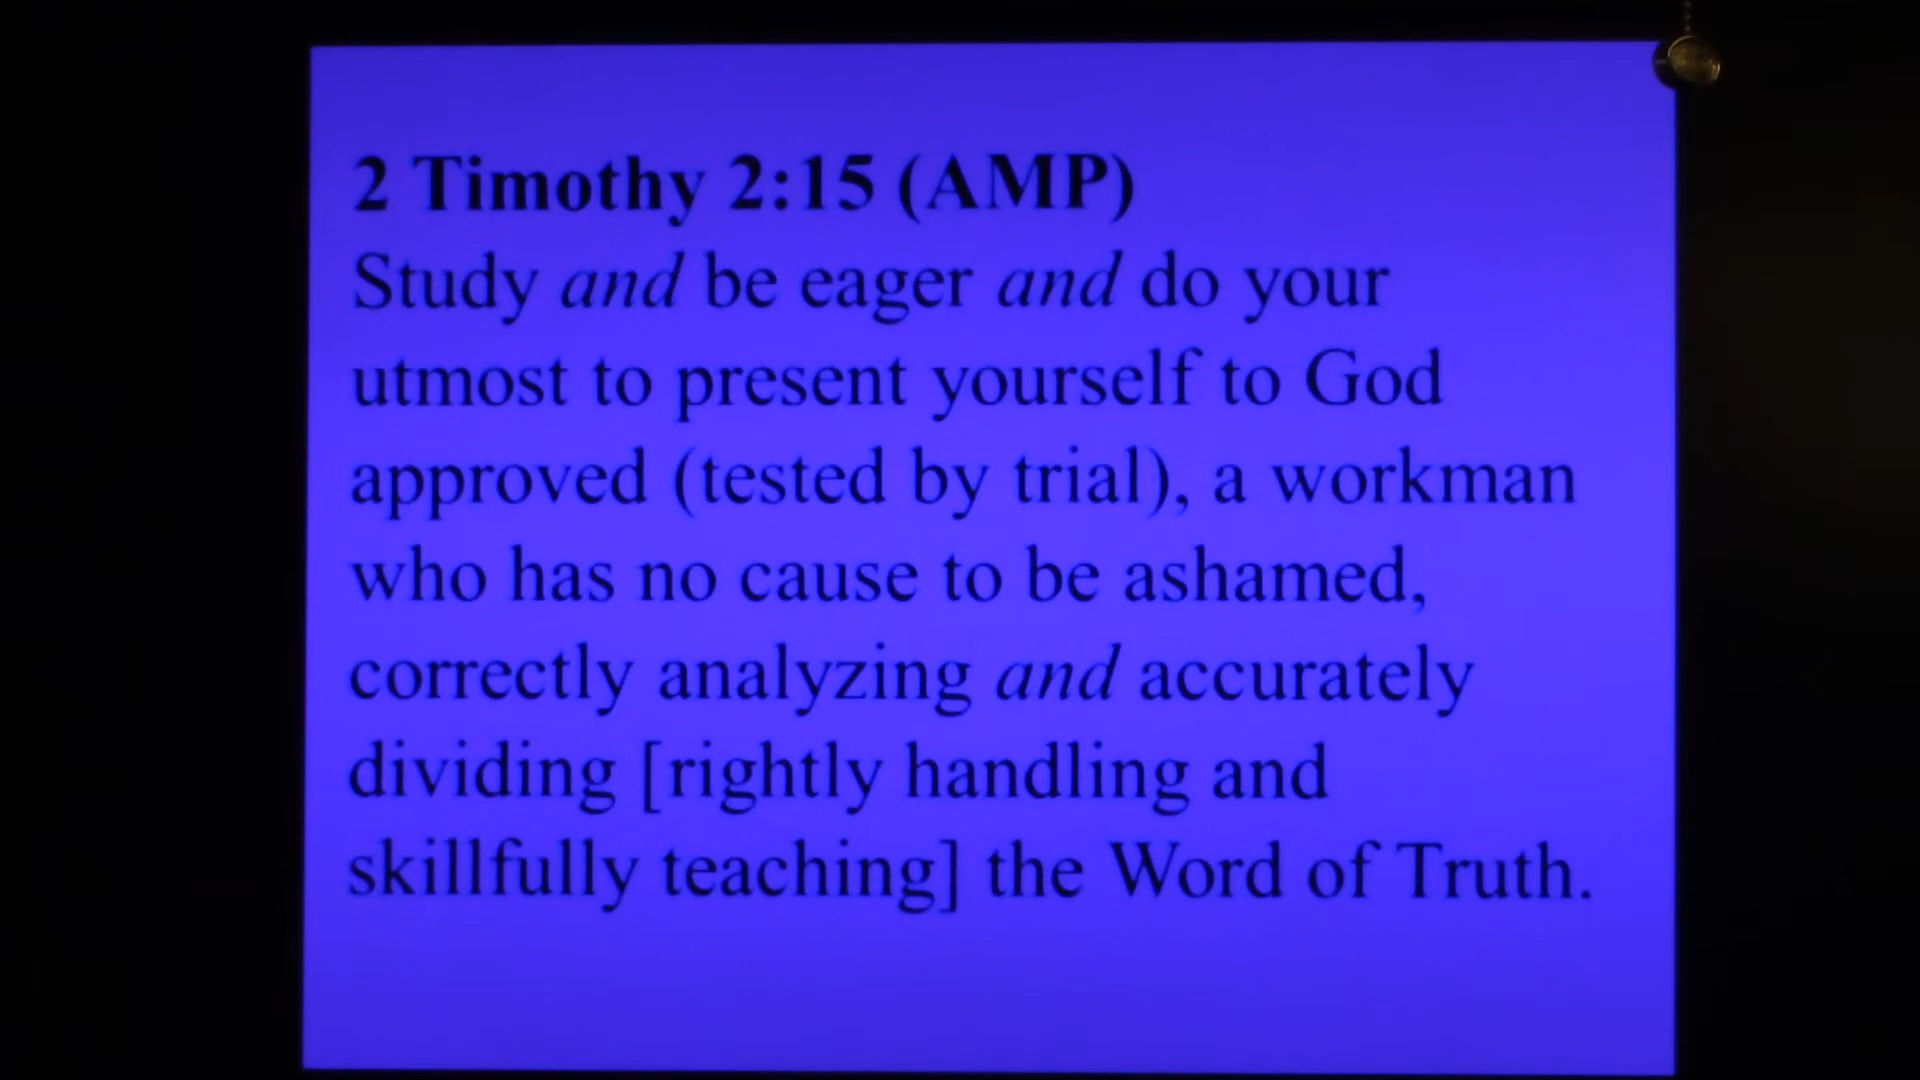 2 Timothy 2:15 (AMP)
Study and be eager and do your
utmost to present yourself to God
approved (tested by trial), a workman
who has no cause to be ashamed,
correctly analyzing and accurately
dividing [rightly handling and
skillfully teaching] the Word of Truth.